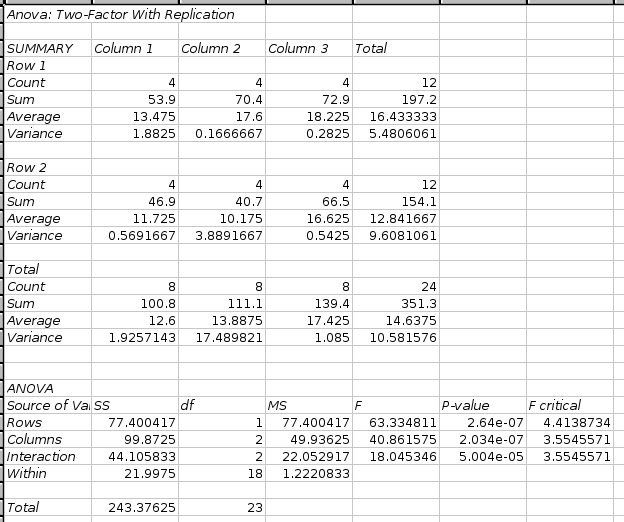 Anova: Two-Factor With Replication
SUMMARY Column 1 Column 2 Column 3 Total
Row 1
Count 4 4 4 12
Sum 53.9 70.4 72.9 197.2
Average 13.475 17.6 18.225 16.433333
Variance 1.8825 0.1666667 0.2825 5.4806061
Row 2
Count 4 4 4 12
Sum 46.9 40.7 66.5 154.1
Average 11.725 10.175 16.625 12.841667
Variance 0.5691667 3.8891667 0.5425 9.6081061
Total
Count 8 8 8 24
Sum 100.8 111.1 139.4 351.3
Average 12.6 13.8875 17.425 14.6375
Variance 1.9257143 17.489821 1.085 10.581576
ANOVA
Source of Va SS df MS F P-value F critical
Rows 77.400417 1 77.400417 63.334811 2.64e-07 4.4138734
Columns 99.8725 2 49.93625 40.861575 2.034e-07 3.5545571
Interaction 44.105833 2 22.052917 18.045346 5.004e-05 3.5545571
Within 21.9975 18 1.2220833
Total 243.37625 23